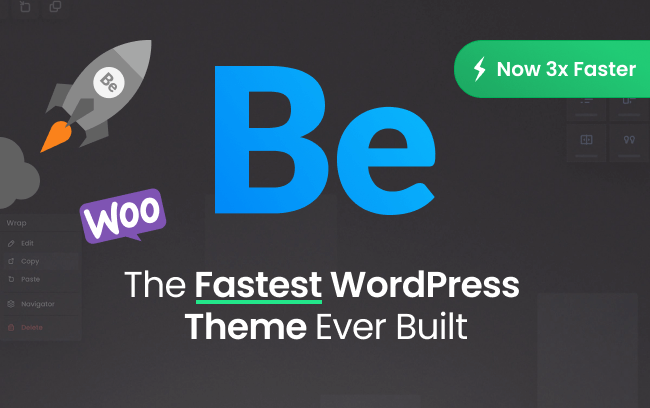 Be
Now 3x Faster
Be
WOO
Wrap
Edit
Copy
Paste
Navigator
Delete
The Fastest WordPress
Theme Ever Built